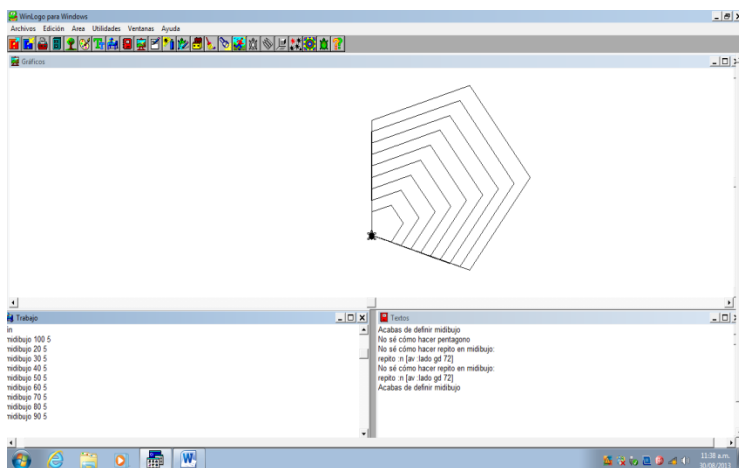 WinLogo para Windows
Archivos Edición Area Utilidades Ventanas Ayuda
Gráficos
Trabajo
in
midibujo 100 5
midibujo 20 5
midibujo 30 5
midibujo 40 5
midibujo 50 5
midibujo 60 5
midibujo 70 5
midibujo 80 5
midibujo 90 5
Textos
Acabas de definir midibujo
No sé cómo hacer pentagono
No sé cómo hacer repito en midibujo:
repito :n [av :lado gd 72]
No sé cómo hacer repito en midibujo:
repito :n [av :lado gd 72]
Acabas de definir midibujo
11:38 a.m.
30/08/2013